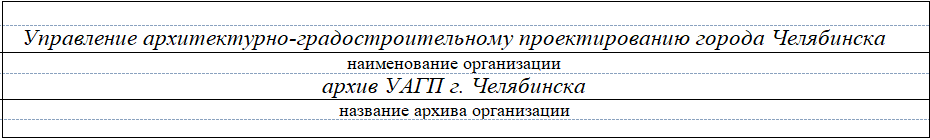 Управление архитектурно-градостроительному проектированию города Челябинска
наименование организации
архив УАГП г. Челябинска
название архива организации